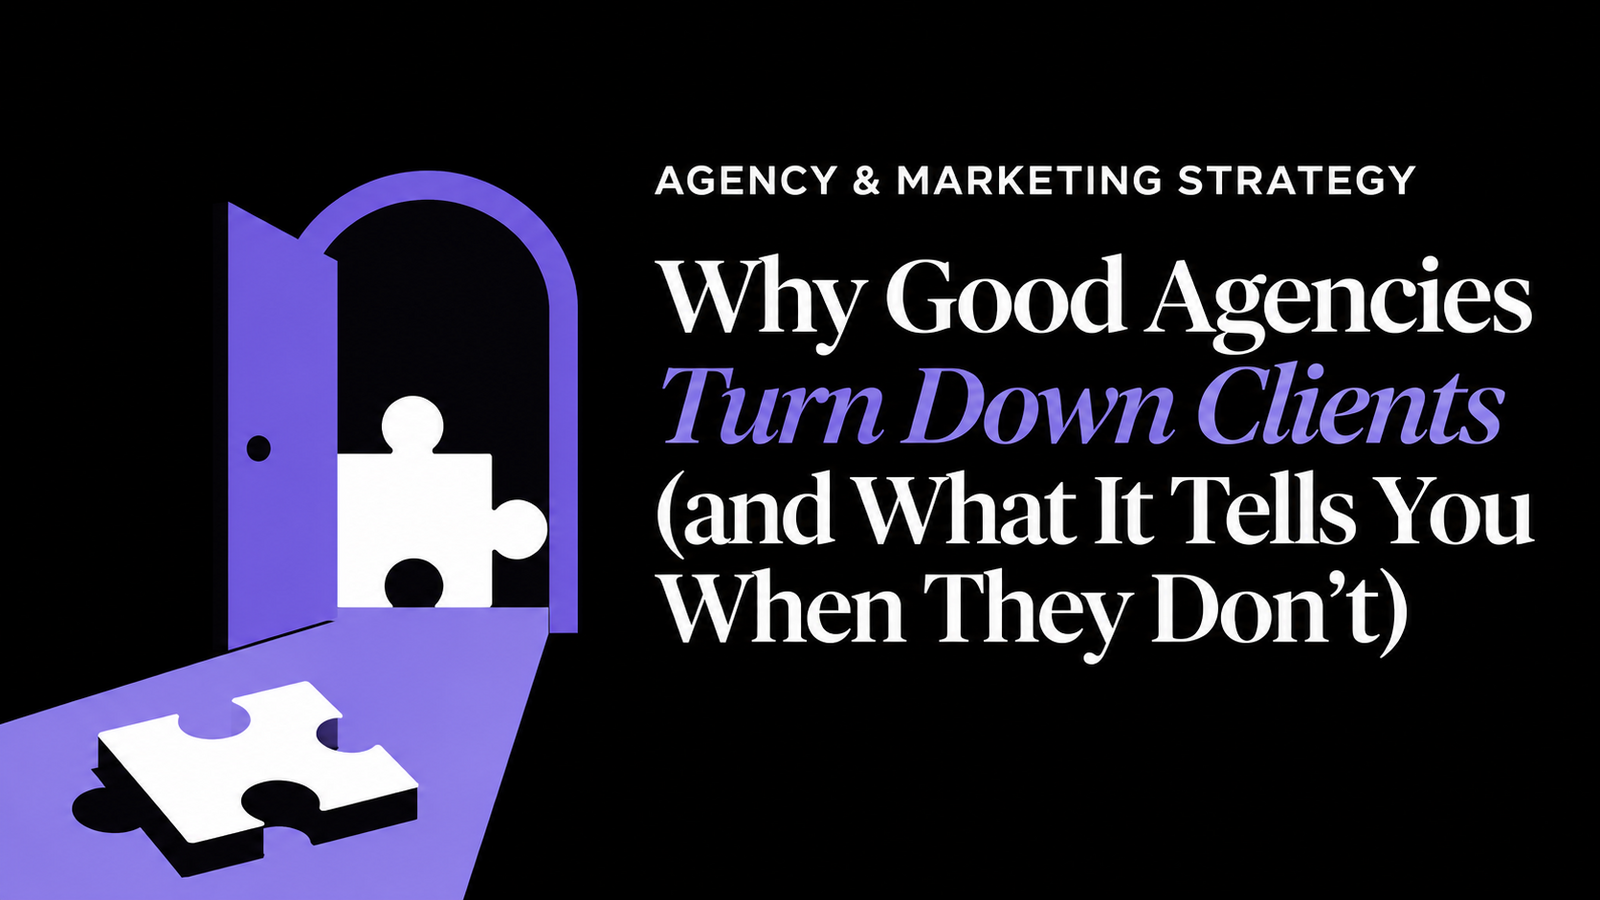 AGENCY & MARKETING STRATEGY
Why Good Agencies
Turn Down Clients
(and What It Tells You
When They Don’t)